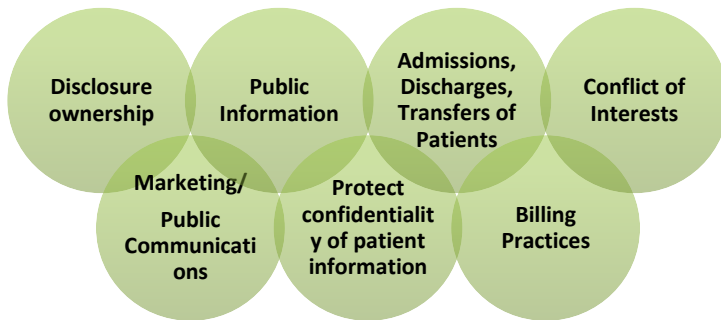 Disclosure
ownership
Public
Information
Admissions,
Discharges,
Transfers of
Patients
Conflict of
Interests
Marketing/
Public
Communicati
ons
Protect
confidentialit
y of patient
information
Billing
Practices